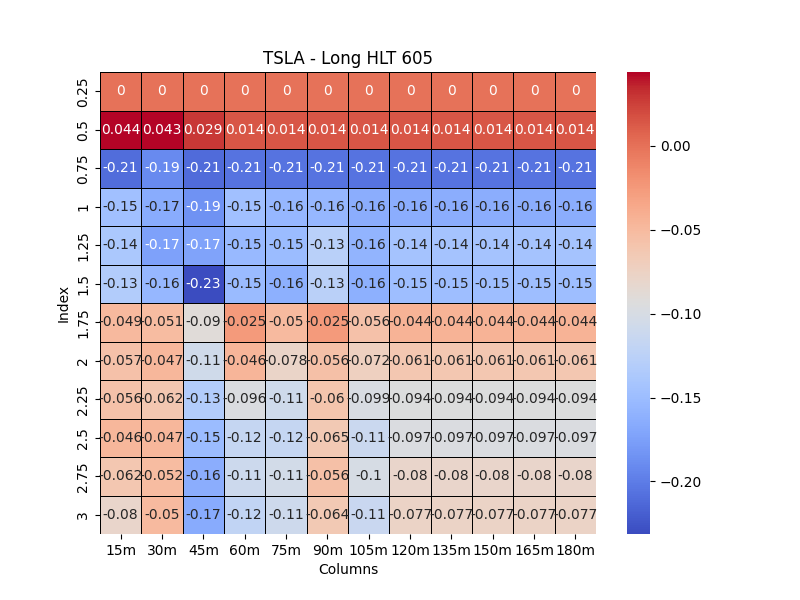 TSLA - Long HLT 605
0.25 0 0 0 0 0 0 0 0 0 0 0 0
0.5 0.044 0.043 0.029 0.014 0.014 0.014 0.014 0.014 0.014 0.014 0.014 0.014
0.75 -0.21 -0.19 -0.21 -0.21 -0.21 -0.21 -0.21 -0.21 -0.21 -0.21 -0.21 -0.21
1 -0.15 -0.17 -0.19 -0.15 -0.16 -0.16 -0.16 -0.16 -0.16 -0.16 -0.16 -0.16
1.25 -0.14 -0.17 -0.17 -0.15 -0.15 -0.13 -0.16 -0.14 -0.14 -0.14 -0.14 -0.14
1.5 -0.13 -0.16 -0.23 -0.15 -0.16 -0.13 -0.16 -0.15 -0.15 -0.15 -0.15 -0.15
1.75 -0.049 -0.051 -0.09 -0.025 -0.05 -0.025 -0.056 -0.044 -0.044 -0.044 -0.044 -0.044
2 -0.057 -0.047 -0.11 -0.046 -0.078 -0.056 -0.072 -0.061 -0.061 -0.061 -0.061 -0.061
2.25 -0.056 -0.062 -0.13 -0.096 -0.11 -0.06 -0.099 -0.094 -0.094 -0.094 -0.094 -0.094
2.5 -0.046 -0.047 -0.15 -0.12 -0.12 -0.065 -0.11 -0.097 -0.097 -0.097 -0.097 -0.097
2.75 -0.062 -0.052 -0.16 -0.11 -0.11 -0.056 -0.1 -0.08 -0.08 -0.08 -0.08 -0.08
3 -0.08 -0.05 -0.17 -0.12 -0.11 -0.064 -0.11 -0.077 -0.077 -0.077 -0.077 -0.077
15m 30m 45m 60m 75m 90m 105m 120m 135m 150m 165m 180m
Columns
Index
0.00
−0.05
−0.10
−0.15
−0.20